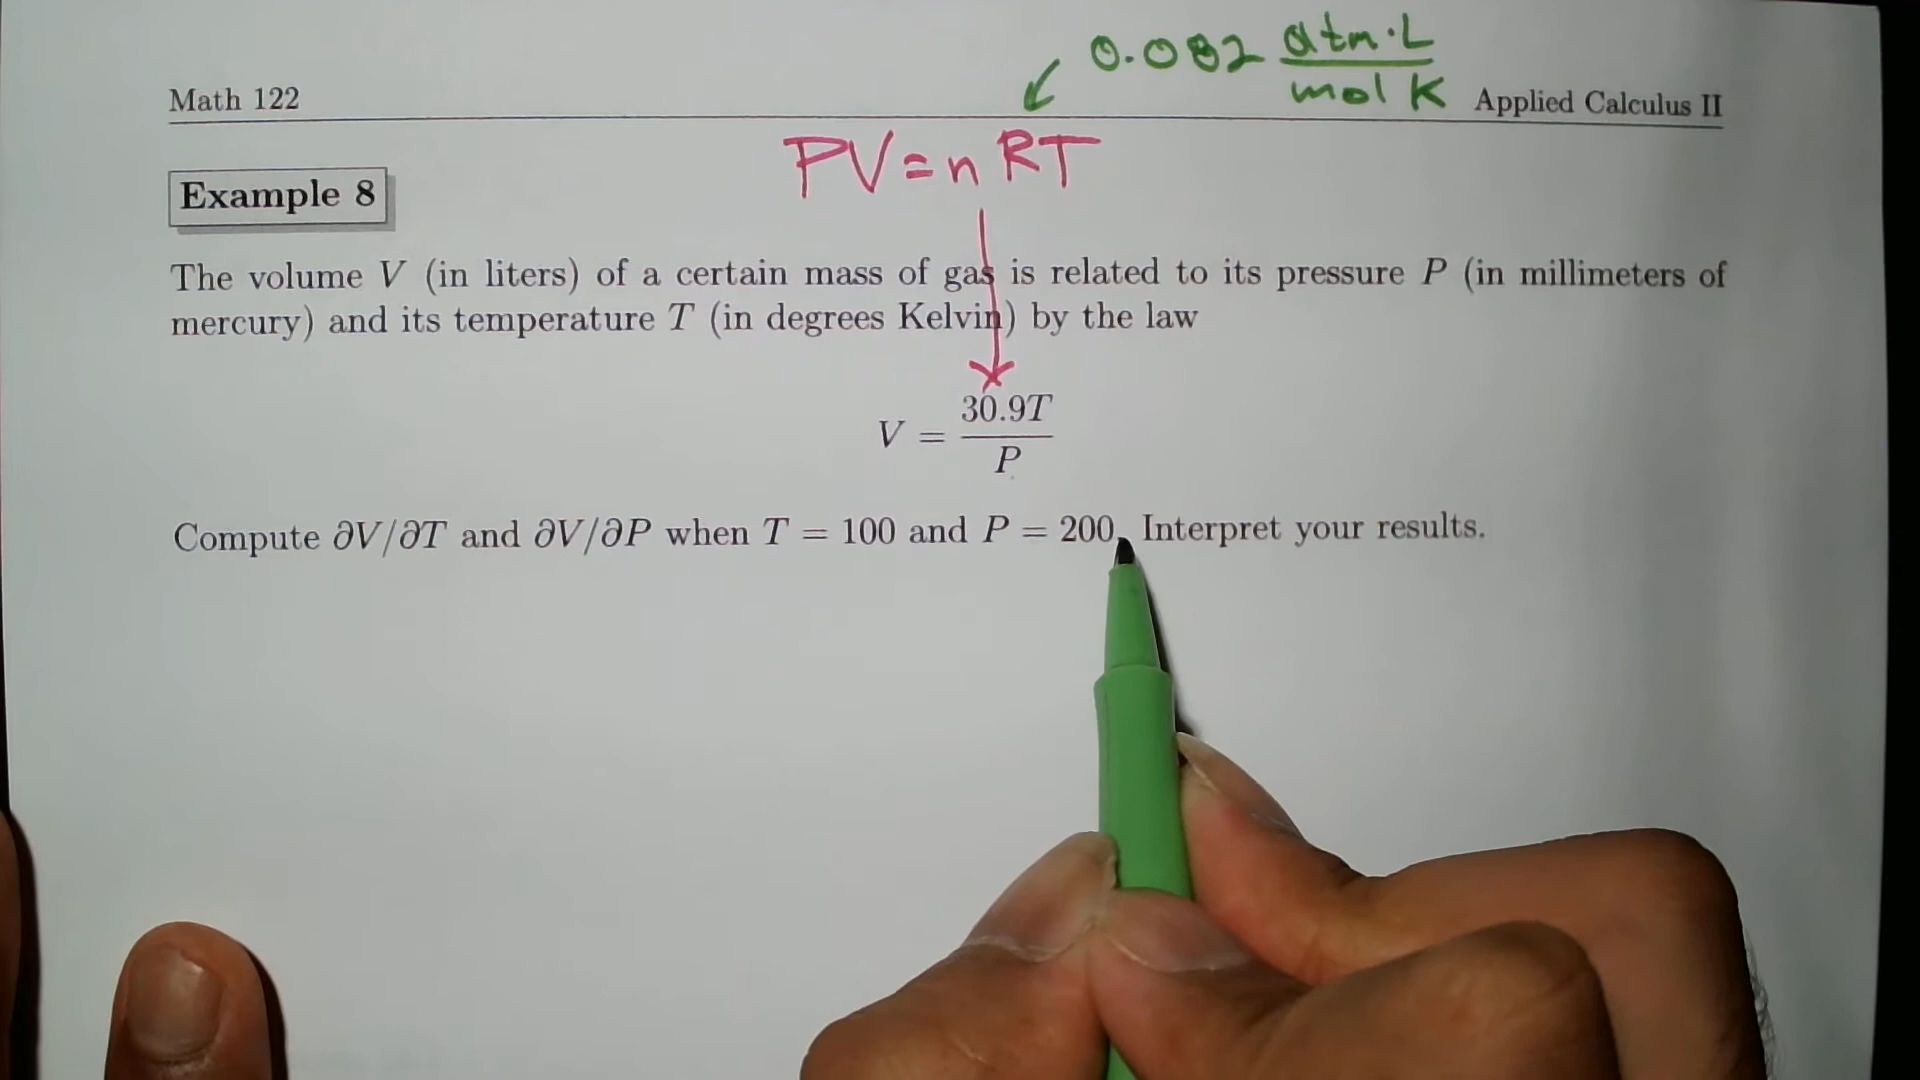 0.082 atm·L
mol K
Math 122 Applied Calculus II
PV=nRT
Example 8
The volume V (in liters) of a certain mass of gas is related to its pressure P (in millimeters of
mercury) and its temperature T (in degrees Kelvin) by the law
V = 30.9T
P
Compute ∂V/∂T and ∂V/∂P when T = 100 and P = 200. Interpret your results.